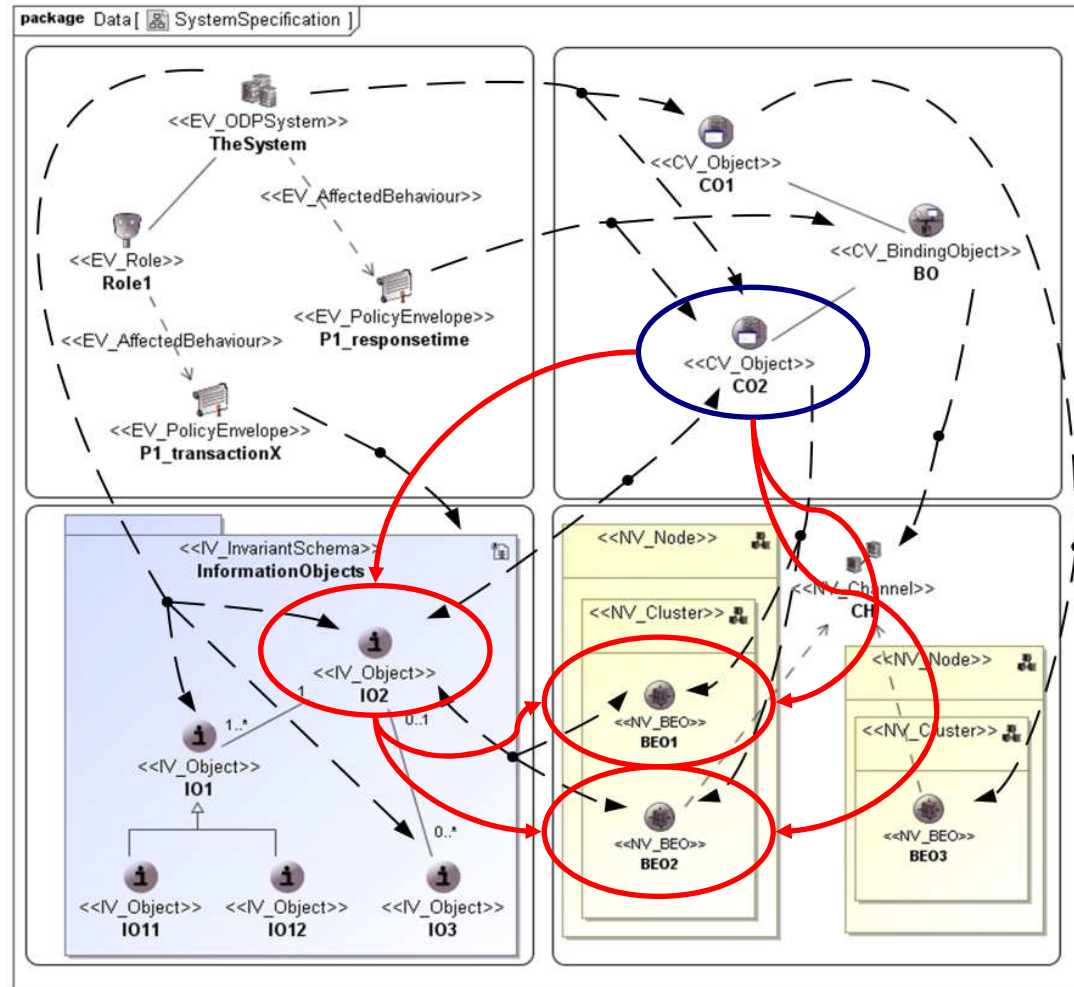 package Data [ SystemSpecification ]
<<EV_ODPSystem>>
TheSystem
<<EV_AffectedBehaviour>>
<<EV_Role>>
Role1
<<EV_PolicyEnvelope>>
P1_responsetime
<<EV_AffectedBehaviour>>
<<EV_PolicyEnvelope>>
P1_transactionX
<<CV_Object>>
CO1
<<CV_BindingObject>>
BO
<<CV_Object>>
CO2
<<IV_InvariantSchema>>
InformationObjects
<<IV_Object>>
IO2
1
0..1
1..*
<<IV_Object>>
IO1
0..*
<<IV_Object>>
IO11
<<IV_Object>>
IO12
<<IV_Object>>
IO3
<<NV_Node>>
<<NV_Cluster>>
<<NV_BEO>>
BEO1
<<NV_BEO>>
BEO2
<<NV_Channel>>
CH
<<NV_Node>>
<<NV_Cluster>>
<<NV_BEO>>
BEO3